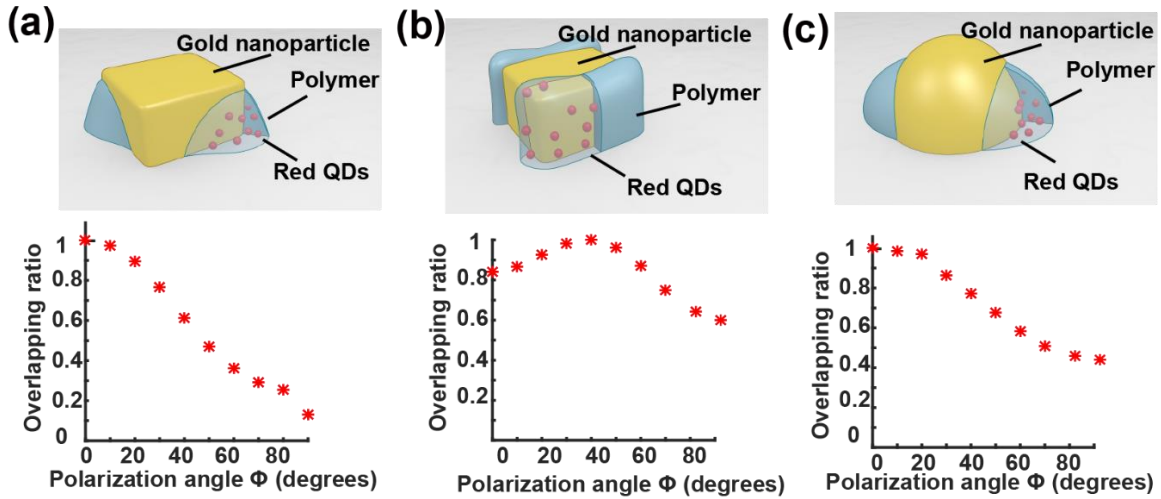 (a)
Gold nanoparticle
Polymer
Red QDs
Overlapping ratio
1
0.8
0.6
0.4
0.2
0
0 20 40 60 80
Polarization angle Φ (degrees)
(b)
Gold nanoparticle
Polymer
Red QDs
Overlapping ratio
1
0.8
0.6
0.4
0.2
0 20 40 60 80
Polarization angle Φ (degrees)
(c)
Gold nanoparticle
Polymer
Red QDs
Overlapping ratio
1
0.8
0.6
0.4
0.2
0
0 20 40 60 80
Polarization angle Φ (degrees)